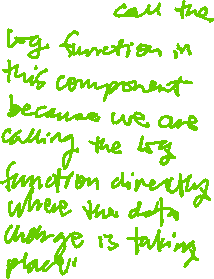 call the
log function in
this component
because we are
calling the log
function directly
where the data
change is taking
place"